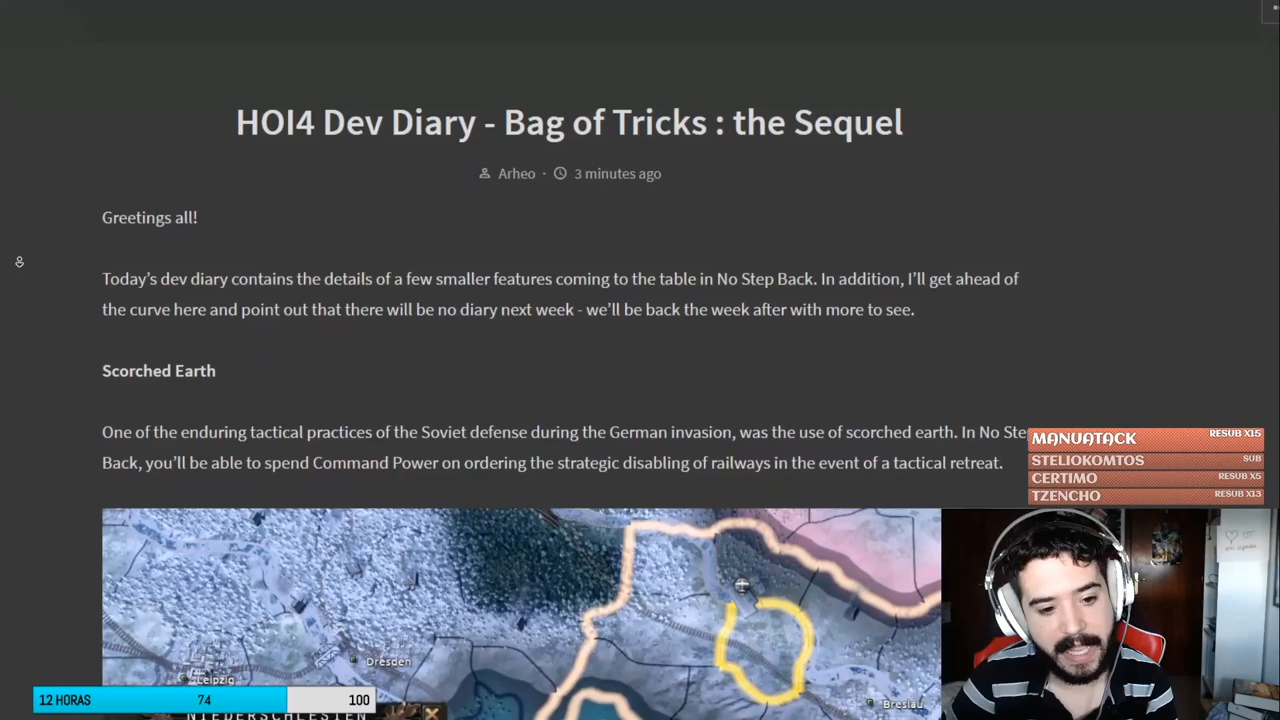 HOI4 Dev Diary - Bag of Tricks : the Sequel
Arheo · 3 minutes ago
Greetings all!
Today's dev diary contains the details of a few smaller features coming to the table in No Step Back. In addition, I'll get ahead of
the curve here and point out that there will be no diary next week - we'll be back the week after with more to see.
Scorched Earth
One of the enduring tactical practices of the Soviet defense during the German invasion, was the use of scorched earth. In No Ste
Back, you'll be able to spend Command Power on ordering the strategic disabling of railways in the event of a tactical retreat.
MANUATACK RESUB X15
STELIOKOMTOS SUB
CERTIMO RESUB X5
TZENCHO RESUB X13
Dresden
Leipzig
Breslau
12 HORAS 74 100
NIEDERSCHLESIEN